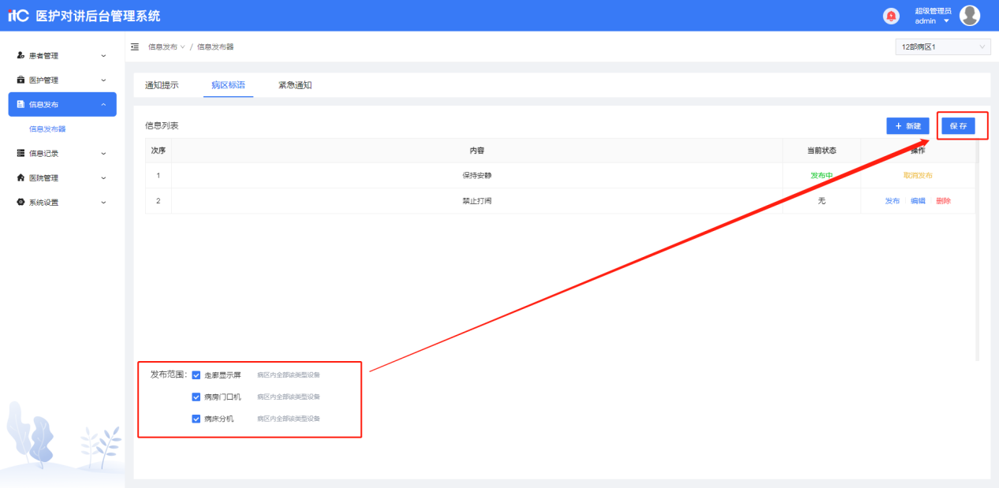 itC 医护对讲后台管理系统
超级管理员
admin
患者管理
医护管理
信息发布
信息发布器
信息记录
医院管理
系统设置
信息发布 / 信息发布器
12部病区1
通知提示 病区标语 紧急通知
信息列表
+ 新建 保存
次序 内容 当前状态 操作
1 保持安静 发布中 取消发布
2 禁止打闹 无 发布 编辑 删除
发布范围: 走廊显示屏 病区内全部该类型设备
病房门口机 病区内全部该类型设备
病床分机 病区内全部该类型设备